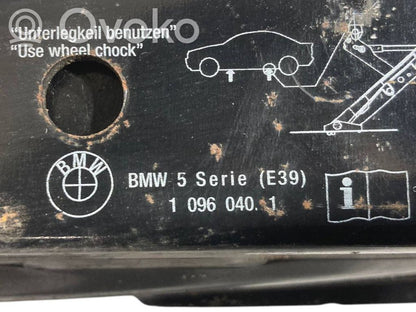 Ovoko
"Unterlegkeil benutzen"
"Use wheel chock"
BMW
BMW 5 Serie (E39)
1 096 040.1
i